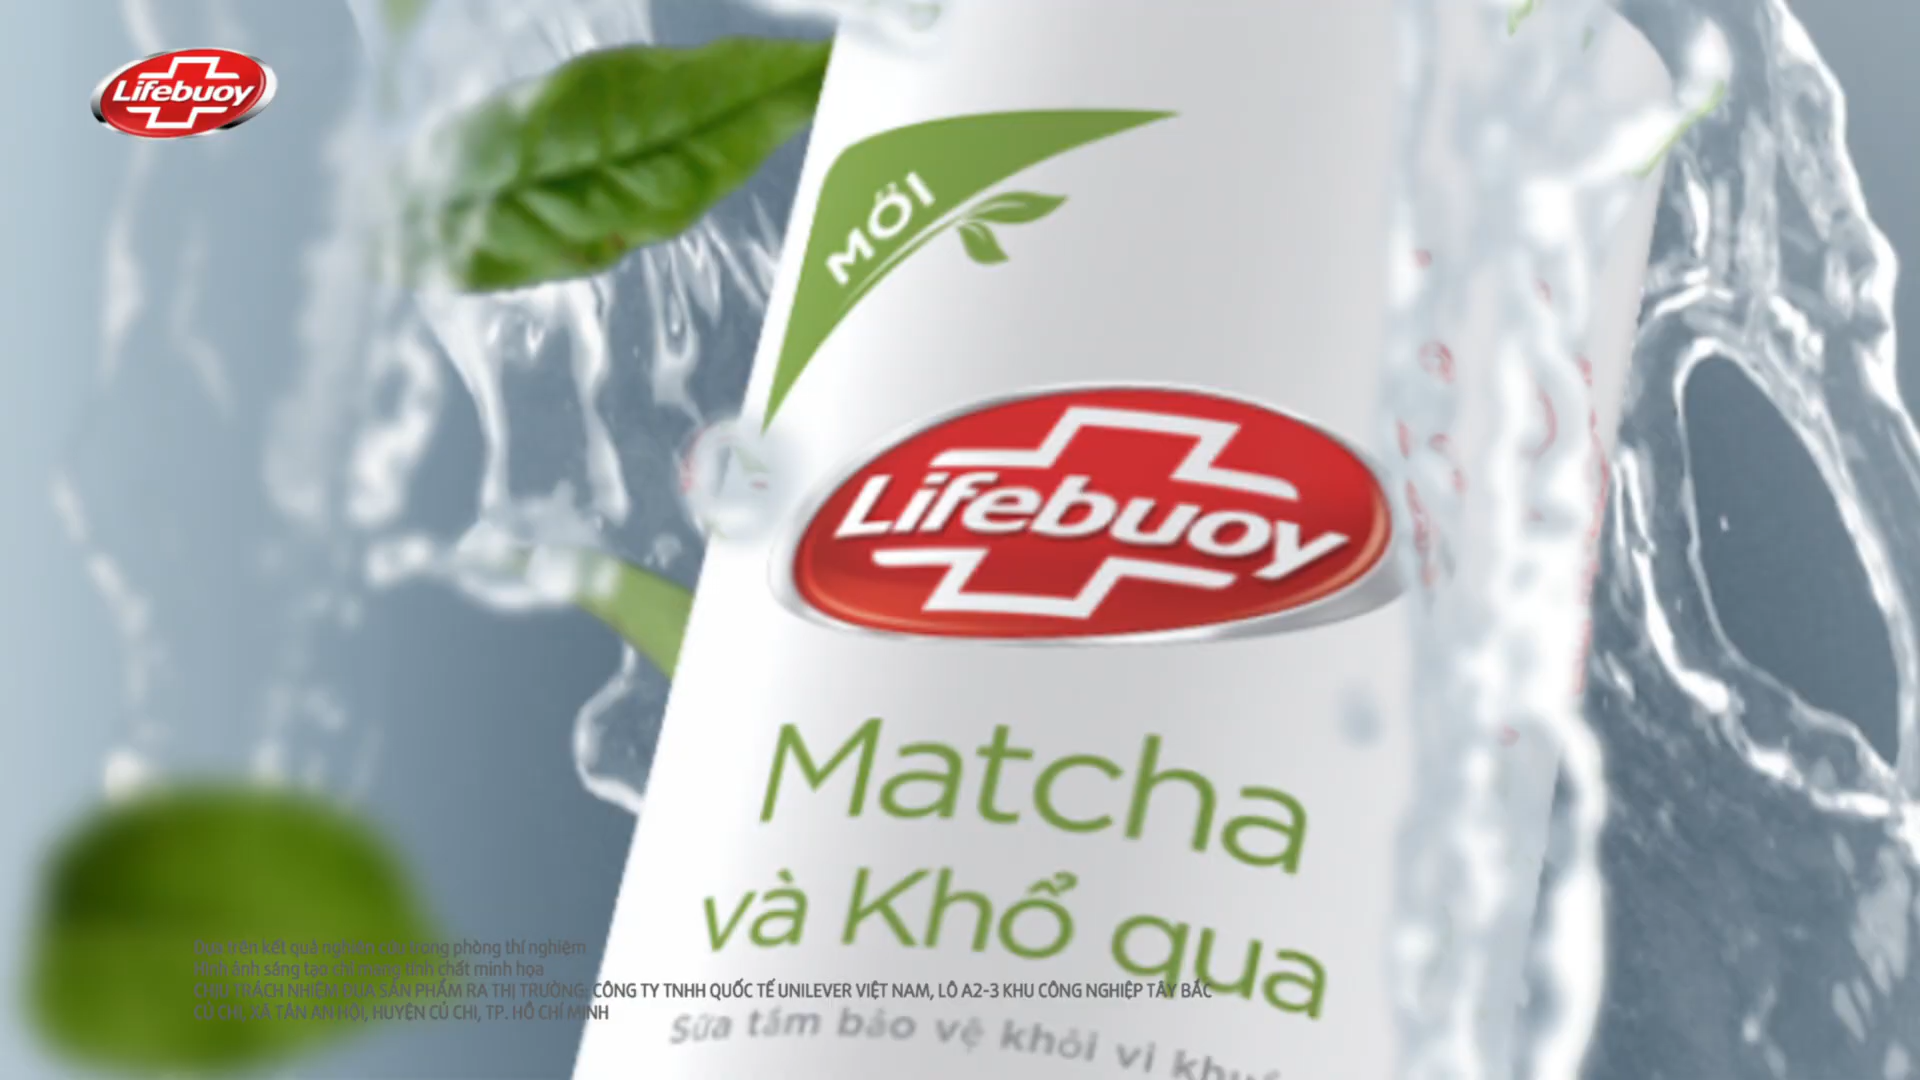 Lifebuoy
MỚI
Lifebuoy
Matcha
và Khổ qua
Dựa trên kết quả nghiên cứu trong phòng thí nghiệm
Hình ảnh sáng tạo chỉ mang tính chất minh họa
CHỊU TRÁCH NHIỆM ĐƯA SẢN PHẨM RA THỊ TRƯỜNG: CÔNG TY TNHH QUỐC TẾ UNILEVER VIỆT NAM, LÔ A2-3 KHU CÔNG NGHIỆP TÂY BẮC
CỦ CHI, XÃ TÂN AN HỘI, HUYỆN CỦ CHI, TP. HỒ CHÍ MINH
Sữa tắm bảo vệ khỏi vi